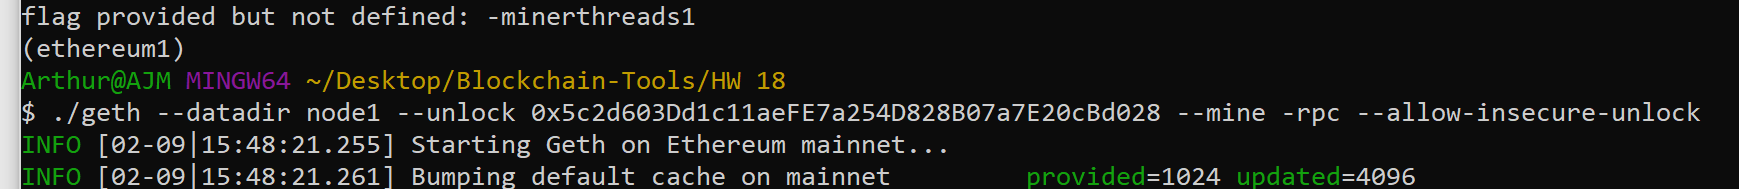 flag provided but not defined: -minerthreads1
(ethereum1)
Arthur@AJM MINGW64 ~/Desktop/Blockchain-Tools/HW 18
$ ./geth --datadir node1 --unlock 0x5c2d603Dd1c11aeFE7a254D828B07a7E20cBd028 --mine -rpc --allow-insecure-unlock
INFO [02-09|15:48:21.255] Starting Geth on Ethereum mainnet...
INFO [02-09|15:48:21.261] Bumping default cache on mainnet         provided=1024 updated=4096